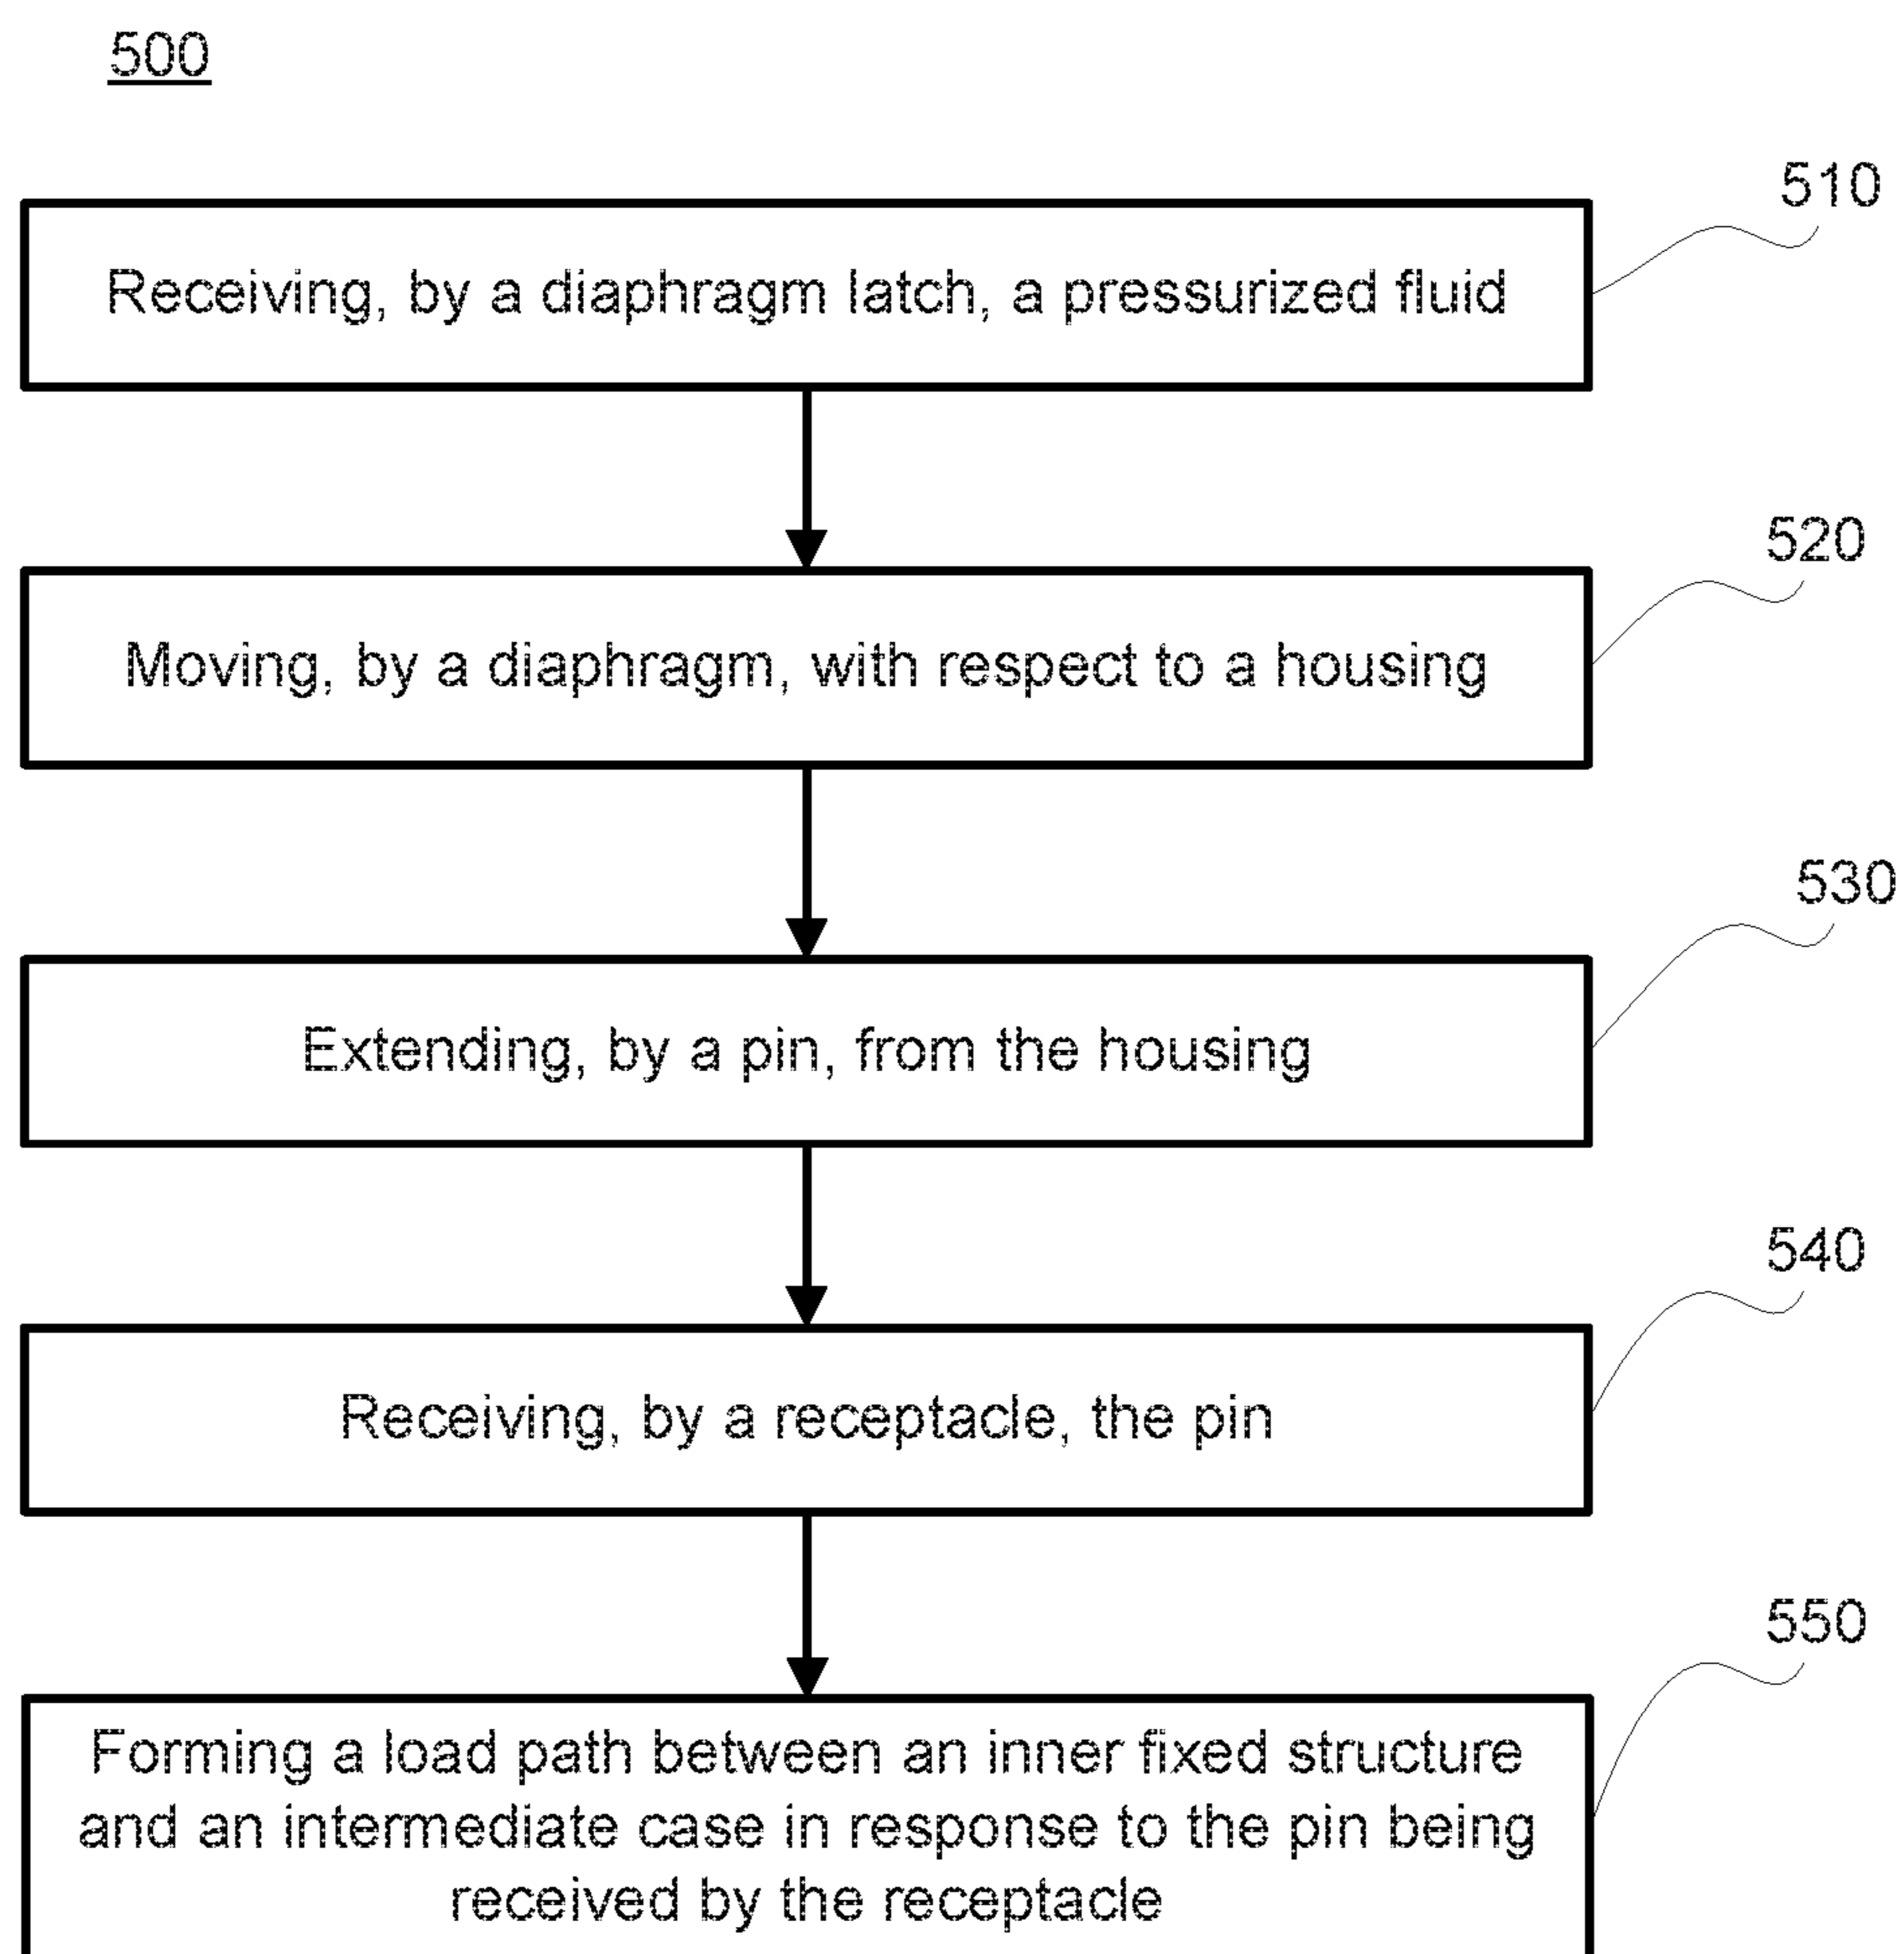 500
510
Receiving, by a diaphragm latch, a pressurized fluid
520
Moving, by a diaphragm, with respect to a housing
530
Extending, by a pin, from the housing
540
Receiving, by a receptacle, the pin
550
Forming a load path between an inner fixed structure
and an intermediate case in response to the pin being
received by the receptacle